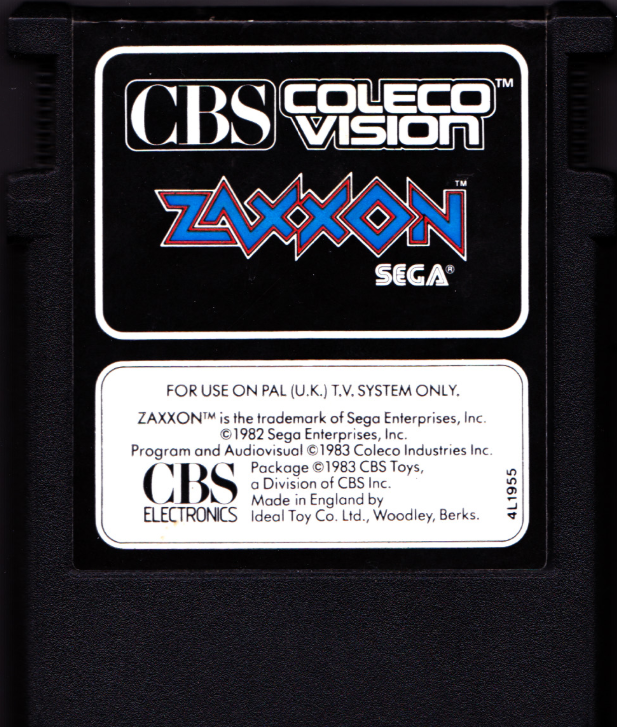 CBS COLECO VISION™
ZAXXON™
SEGA®
FOR USE ON PAL (U.K.) T.V. SYSTEM ONLY.
ZAXXON™ is the trademark of Sega Enterprises, Inc.
©1982 Sega Enterprises, Inc.
Program and Audiovisual ©1983 Coleco Industries Inc.
CBS ELECTRONICS
Package ©1983 CBS Toys,
a Division of CBS Inc.
Made in England by
Ideal Toy Co. Ltd., Woodley, Berks.
4L1955